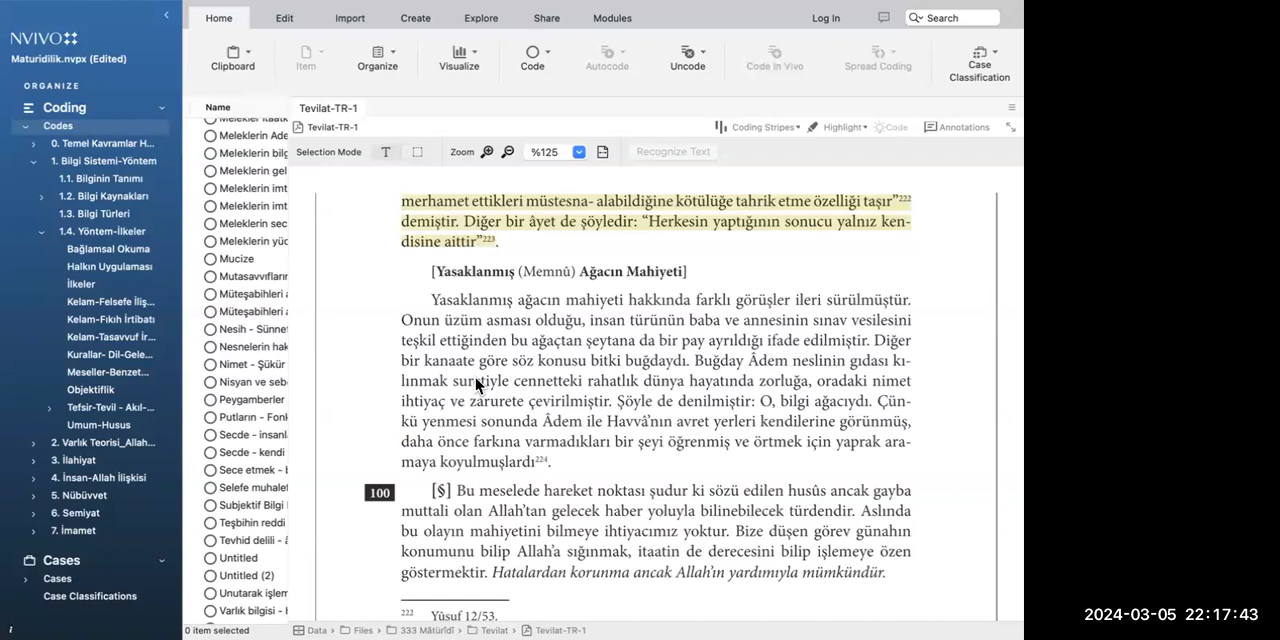 NVIVO
Maturidilik.nvpx (Edited)
ORGANIZE
Coding
Codes
0. Temel Kavramlar H...
1. Bilgi Sistemi-Yöntem
1.1. Bilginin Tanımı
1.2. Bilgi Kaynakları
1.3. Bilgi Türleri
1.4. Yöntem-İlkeler
Bağlamsal Okuma
Halkın Uygulaması
İlkeler
Kelam-Felsefe İliş...
Kelam-Fıkıh İrtibatı
Kelam-Tasavvuf İr...
Kurallar- Dil-Gele...
Meseller-Benzet...
Objektiflik
Tefsir-Tevil - Akıl-...
Umum-Husus
2. Varlık Teorisi_Allah...
3. İlahiyat
4. İnsan-Allah İlişkisi
5. Nübüvvet
6. Semiyat
7. İmamet
Cases
Cases
Case Classifications
Home Edit Import Create Explore Share Modules Log In Search
Clipboard Item Organize Visualize Code Autocode Uncode Code In Vivo Spread Coding Case Classification
Name
Melekler itaatk
Meleklerin Ade
Meleklerin bilg
Meleklerin gel
Meleklerin imt
Meleklerin imt
Meleklerin sec
Meleklerin yüc
Mucize
Mutasavvıfların
Müteşabihleri a
Müteşabihleri a
Nesih - Sünnet
Nesnelerin hak
Nimet - Şükür
Nisyan ve sebe
Peygamberler
Putların - Fonk
Secde - insanl
Secde - kendi
Sece etmek - b
Selefe muhalef
Subjektif Bilgi
Teşbihin reddi
Tevhid delili - â
Untitled
Untitled (2)
Unutarak işlem
Varlık bilgisi - H
0 item selected
Tevilat-TR-1
Tevilat-TR-1 Coding Stripes Highlight Code Annotations
Selection Mode T Zoom %125 Recognize Text
merhamet ettikleri müstesna- alabildiğine kötülüğe tahrik etme özelliği taşır”222
demiştir. Diğer bir âyet de şöyledir: “Herkesin yaptığının sonucu yalnız ken-
disine aittir”223.
[Yasaklanmış (Memnû) Ağacın Mahiyeti]
Yasaklanmış ağacın mahiyeti hakkında farklı görüşler ileri sürülmüştür.
Onun üzüm asması olduğu, insan türünün baba ve annesinin sınav vesilesini
teşkil ettiğinden bu ağaçtan şeytana da bir pay ayrıldığı ifade edilmiştir. Diğer
bir kanaate göre söz konusu bitki buğdaydı. Buğday Âdem neslinin gıdası kı-
lınmak suretiyle cennetteki rahatlık dünya hayatında zorluğa, oradaki nimet
ihtiyaç ve zarurete çevirilmiştir. Şöyle de denilmiştir: O, bilgi ağacıydı. Çün-
kü yenmesi sonunda Âdem ile Havvâ’nın avret yerleri kendilerine görünmüş,
daha önce farkına varmadıkları bir şeyi öğrenmiş ve örtmek için yaprak ara-
maya koyulmuşlardı224.
100 [§] Bu meselede hareket noktası şudur ki sözü edilen husûs ancak gayba
muttali olan Allah’tan gelecek haber yoluyla bilinebilecek türdendir. Aslında
bu olayın mahiyetini bilmeye ihtiyacımız yoktur. Bize düşen görev günahın
konumunu bilip Allah’a sığınmak, itaatin de derecesini bilip işlemeye özen
göstermektir. Hatalardan korunma ancak Allah’ın yardımıyla mümkündür.
222 Yûsuf 12/53.
Data Files 333 Mâtürîdî Tevilat Tevilat-TR-1
2024-03-05 22:17:43